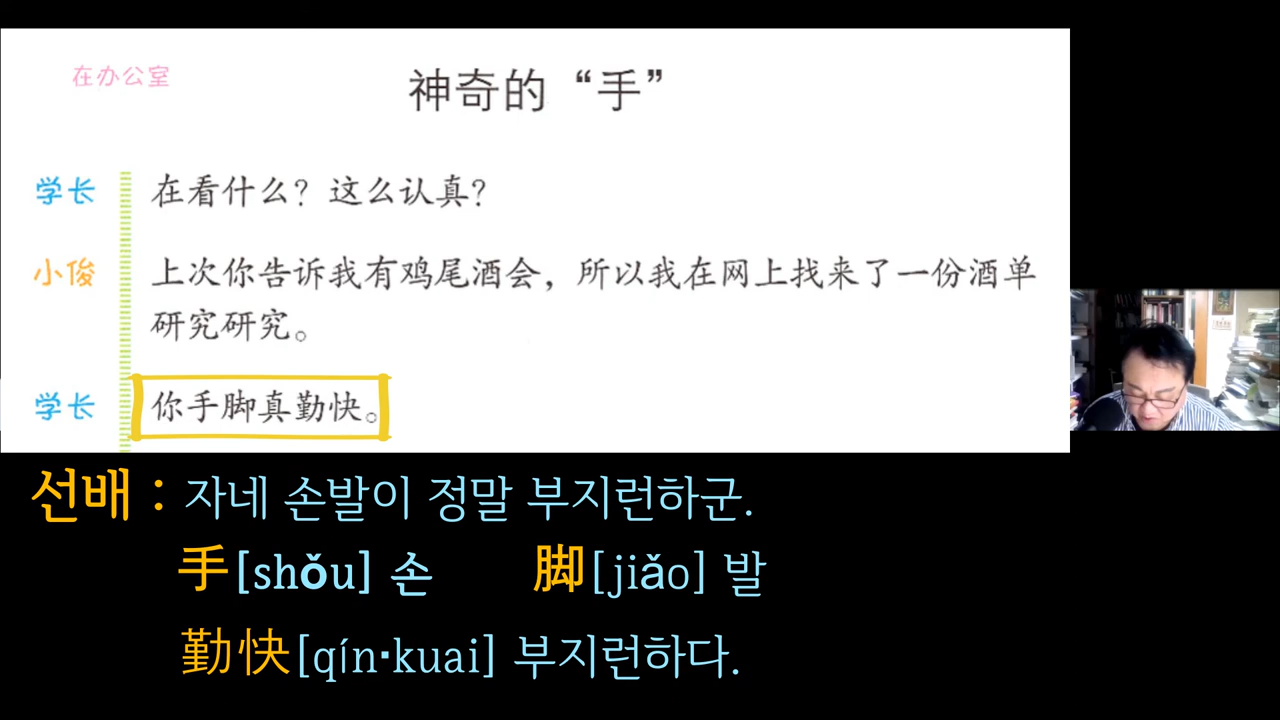 在办公室
神奇的“手”
学长 在看什么？这么认真？
小俊 上次你告诉我有鸡尾酒会，所以我在网上找来了一份酒单
研究研究。
学长 你手脚真勤快。
선배 : 자네 손발이 정말 부지런하군.
手[shǒu] 손 脚[jiǎo] 발
勤快[qín·kuai] 부지런하다.